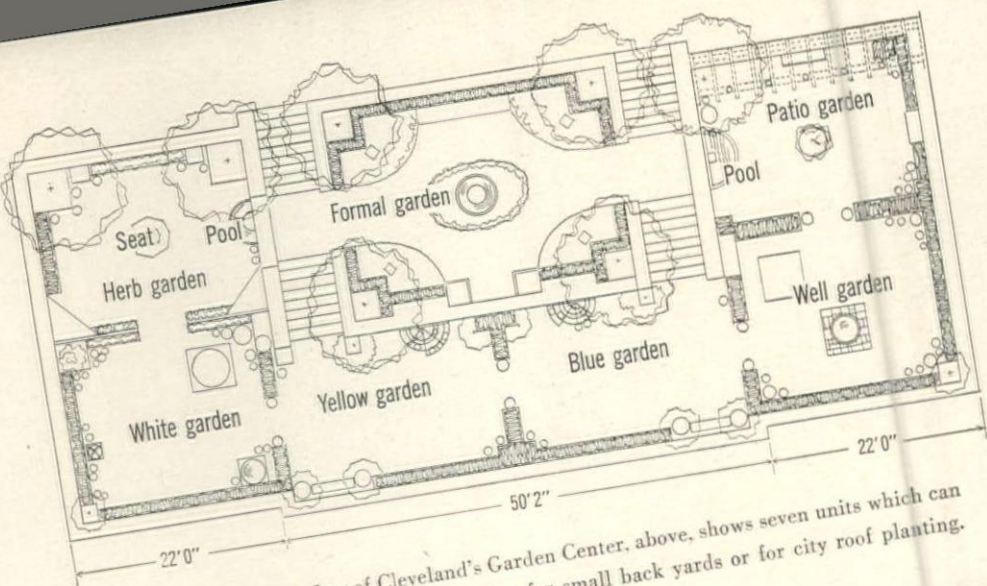 Patio garden
Pool
Formal garden
Seat
Pool
Herb garden
Well garden
Blue garden
Yellow garden
White garden
22'0"
50'2"
22'0"
of Cleveland's Garden Center, above, shows seven units which can
small back yards or for city roof planting.